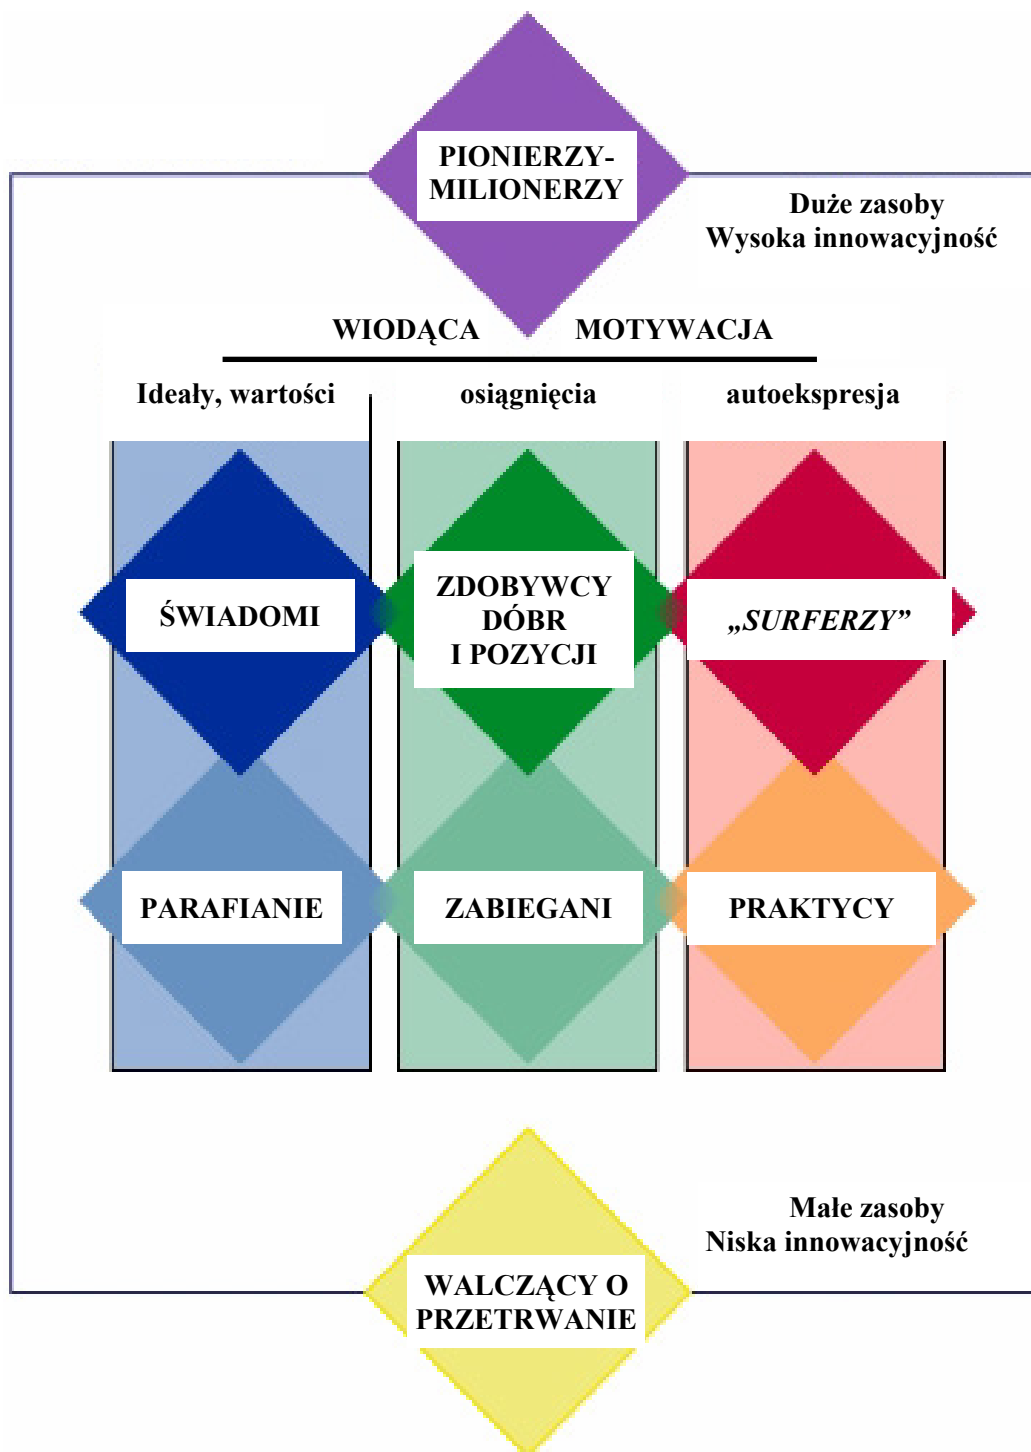 PIONIERZY-
MILIONERZY
Duże zasoby
Wysoka innowacyjność
WIODĄCA MOTYWACJA
Ideały, wartości
osiągnięcia
autoekspresja
ŚWIADOMI
ZDOBYWCY
DÓBR
I POZYCJI
„SURFERZY”
PARAFIANIE
ZABIEGANI
PRAKTYCY
Małe zasoby
Niska innowacyjność
WALCZĄCY O
PRZETRWANIE